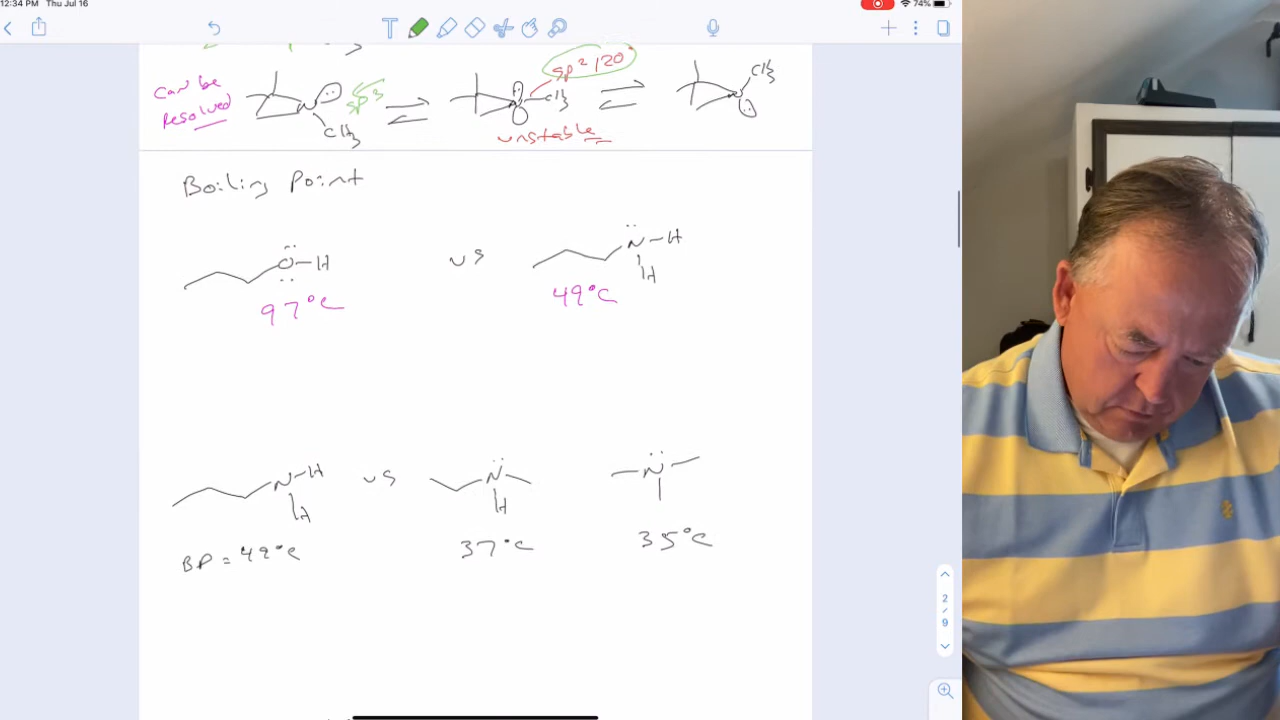 12:34 PM Thu Jul 16
74%
Can be
Resolved
N
sp³
CH3
sp² 120°
CH3
unstable
N
CH3
Boiling Point
O-H
97°C
vs
N-H
H
49°C
N-H
H
BP = 49°C
vs
N
H
37°C
N
35°C
2
/
9